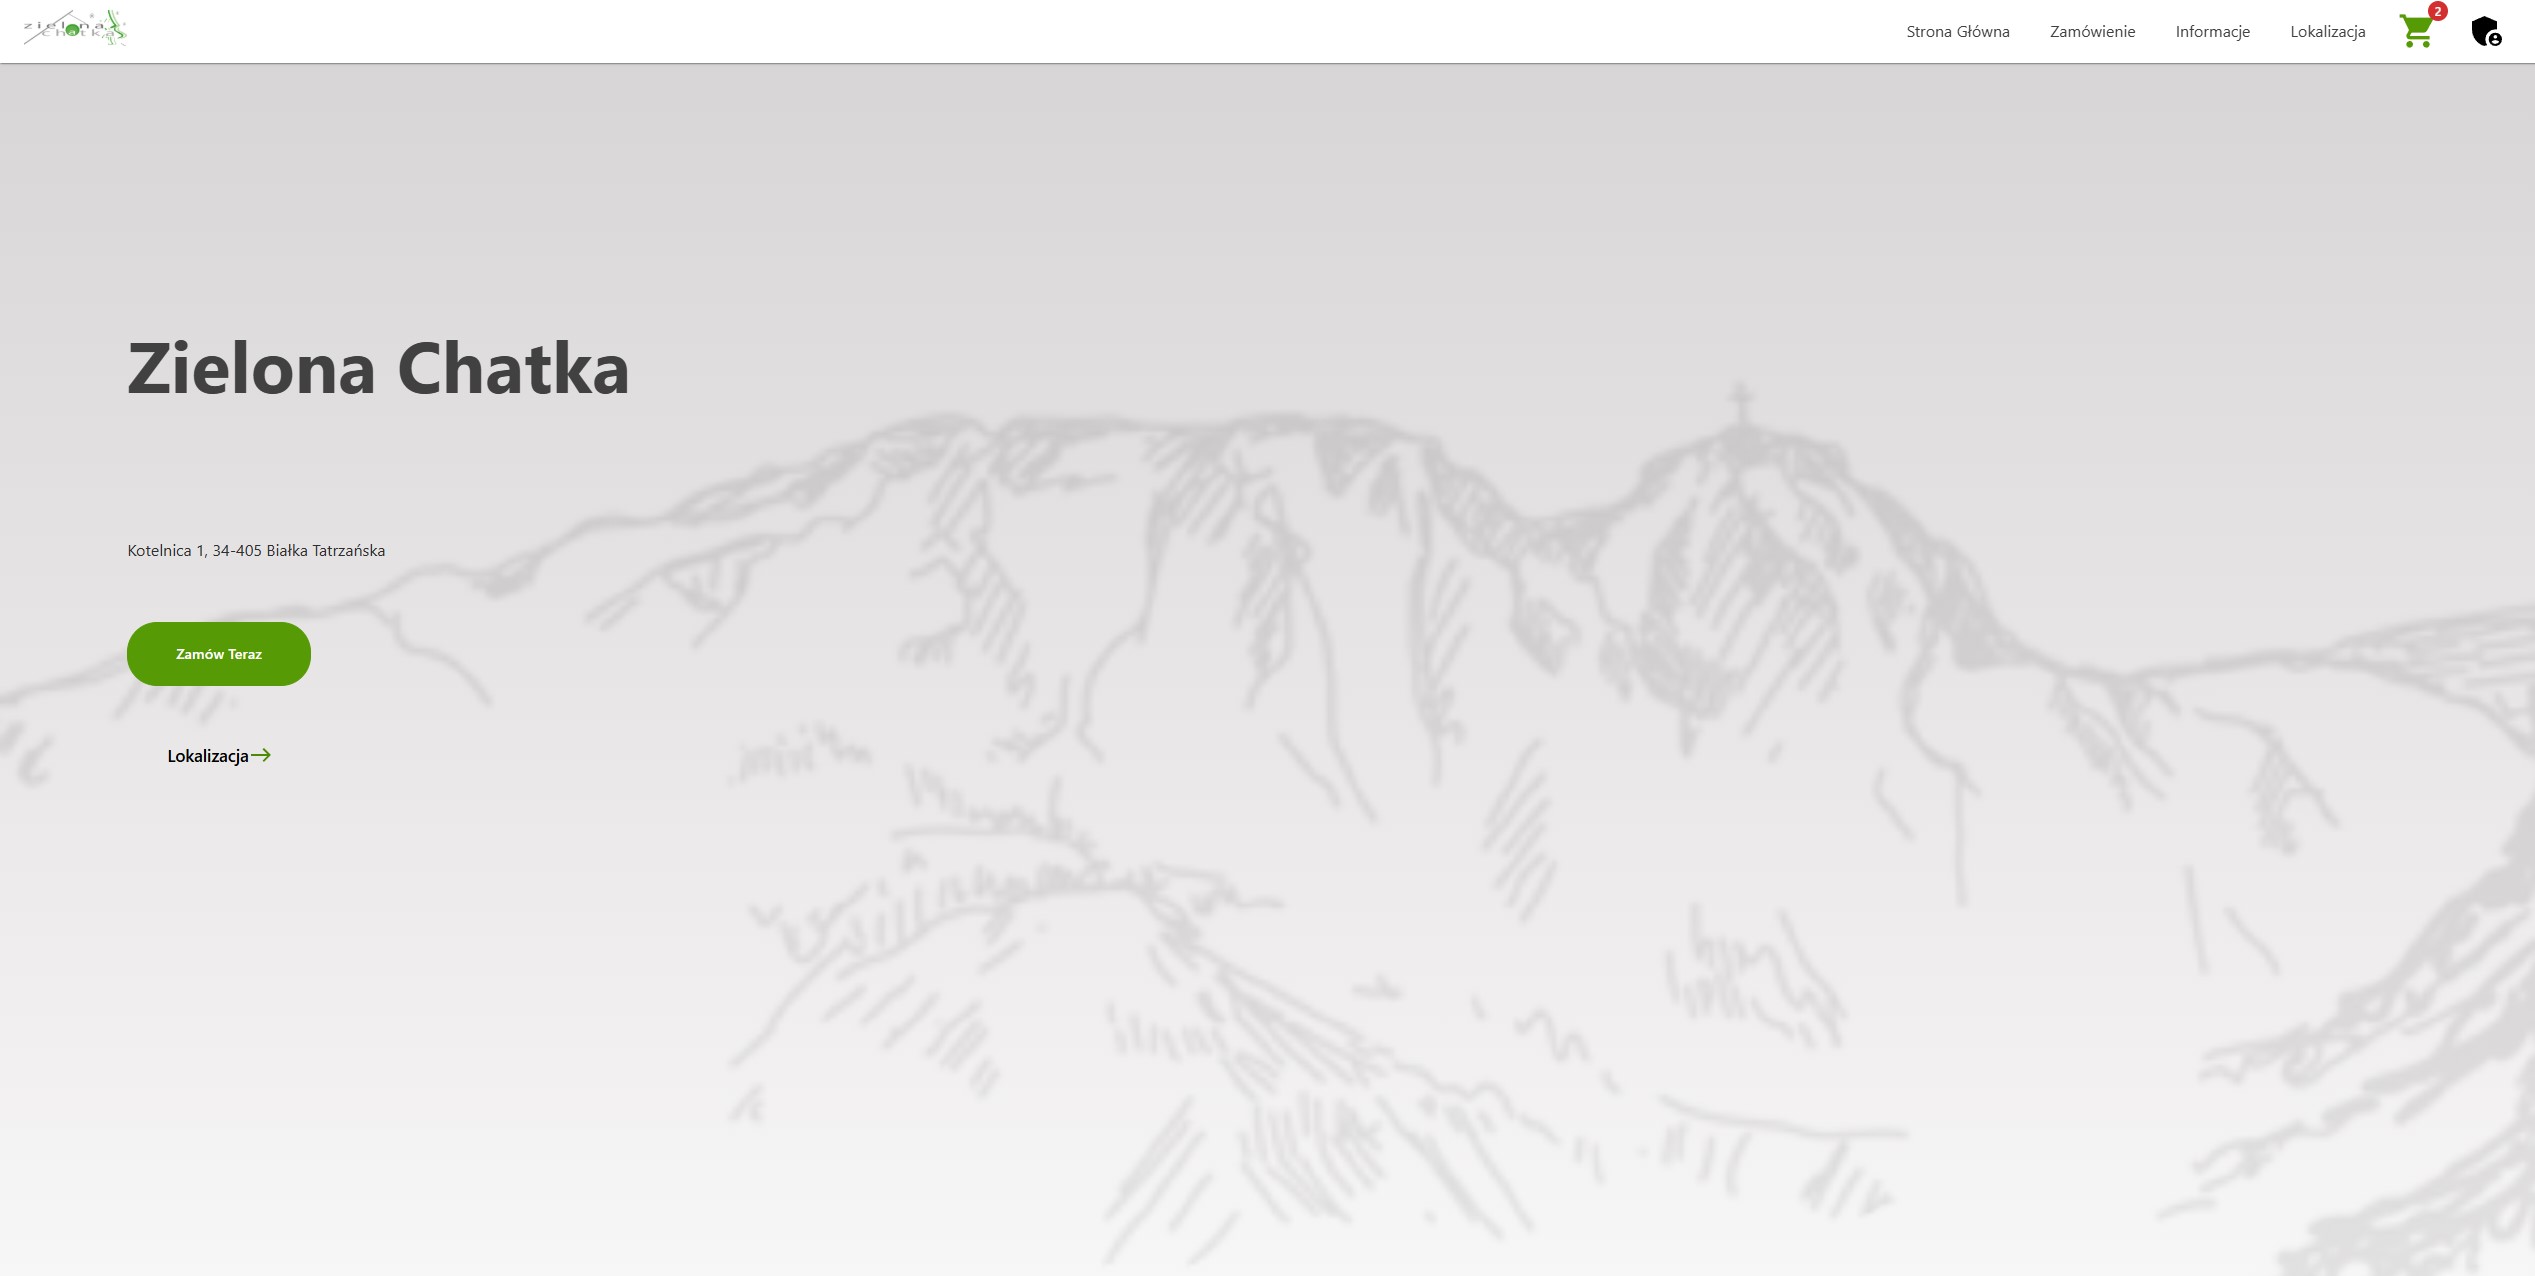 zielona
chatka
Strona Główna
Zamówienie
Informacje
Lokalizacja
2
Zielona Chatka
Kotelnica 1, 34-405 Białka Tatrzańska
Zamów Teraz
Lokalizacja